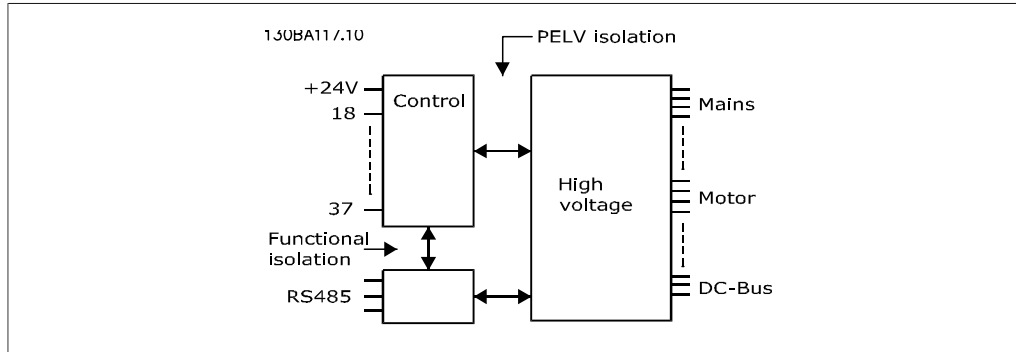 130BA117.10
PELV isolation
+24V
Control
18
Mains
High
voltage
Motor
37
Functional
isolation
RS485
DC-Bus